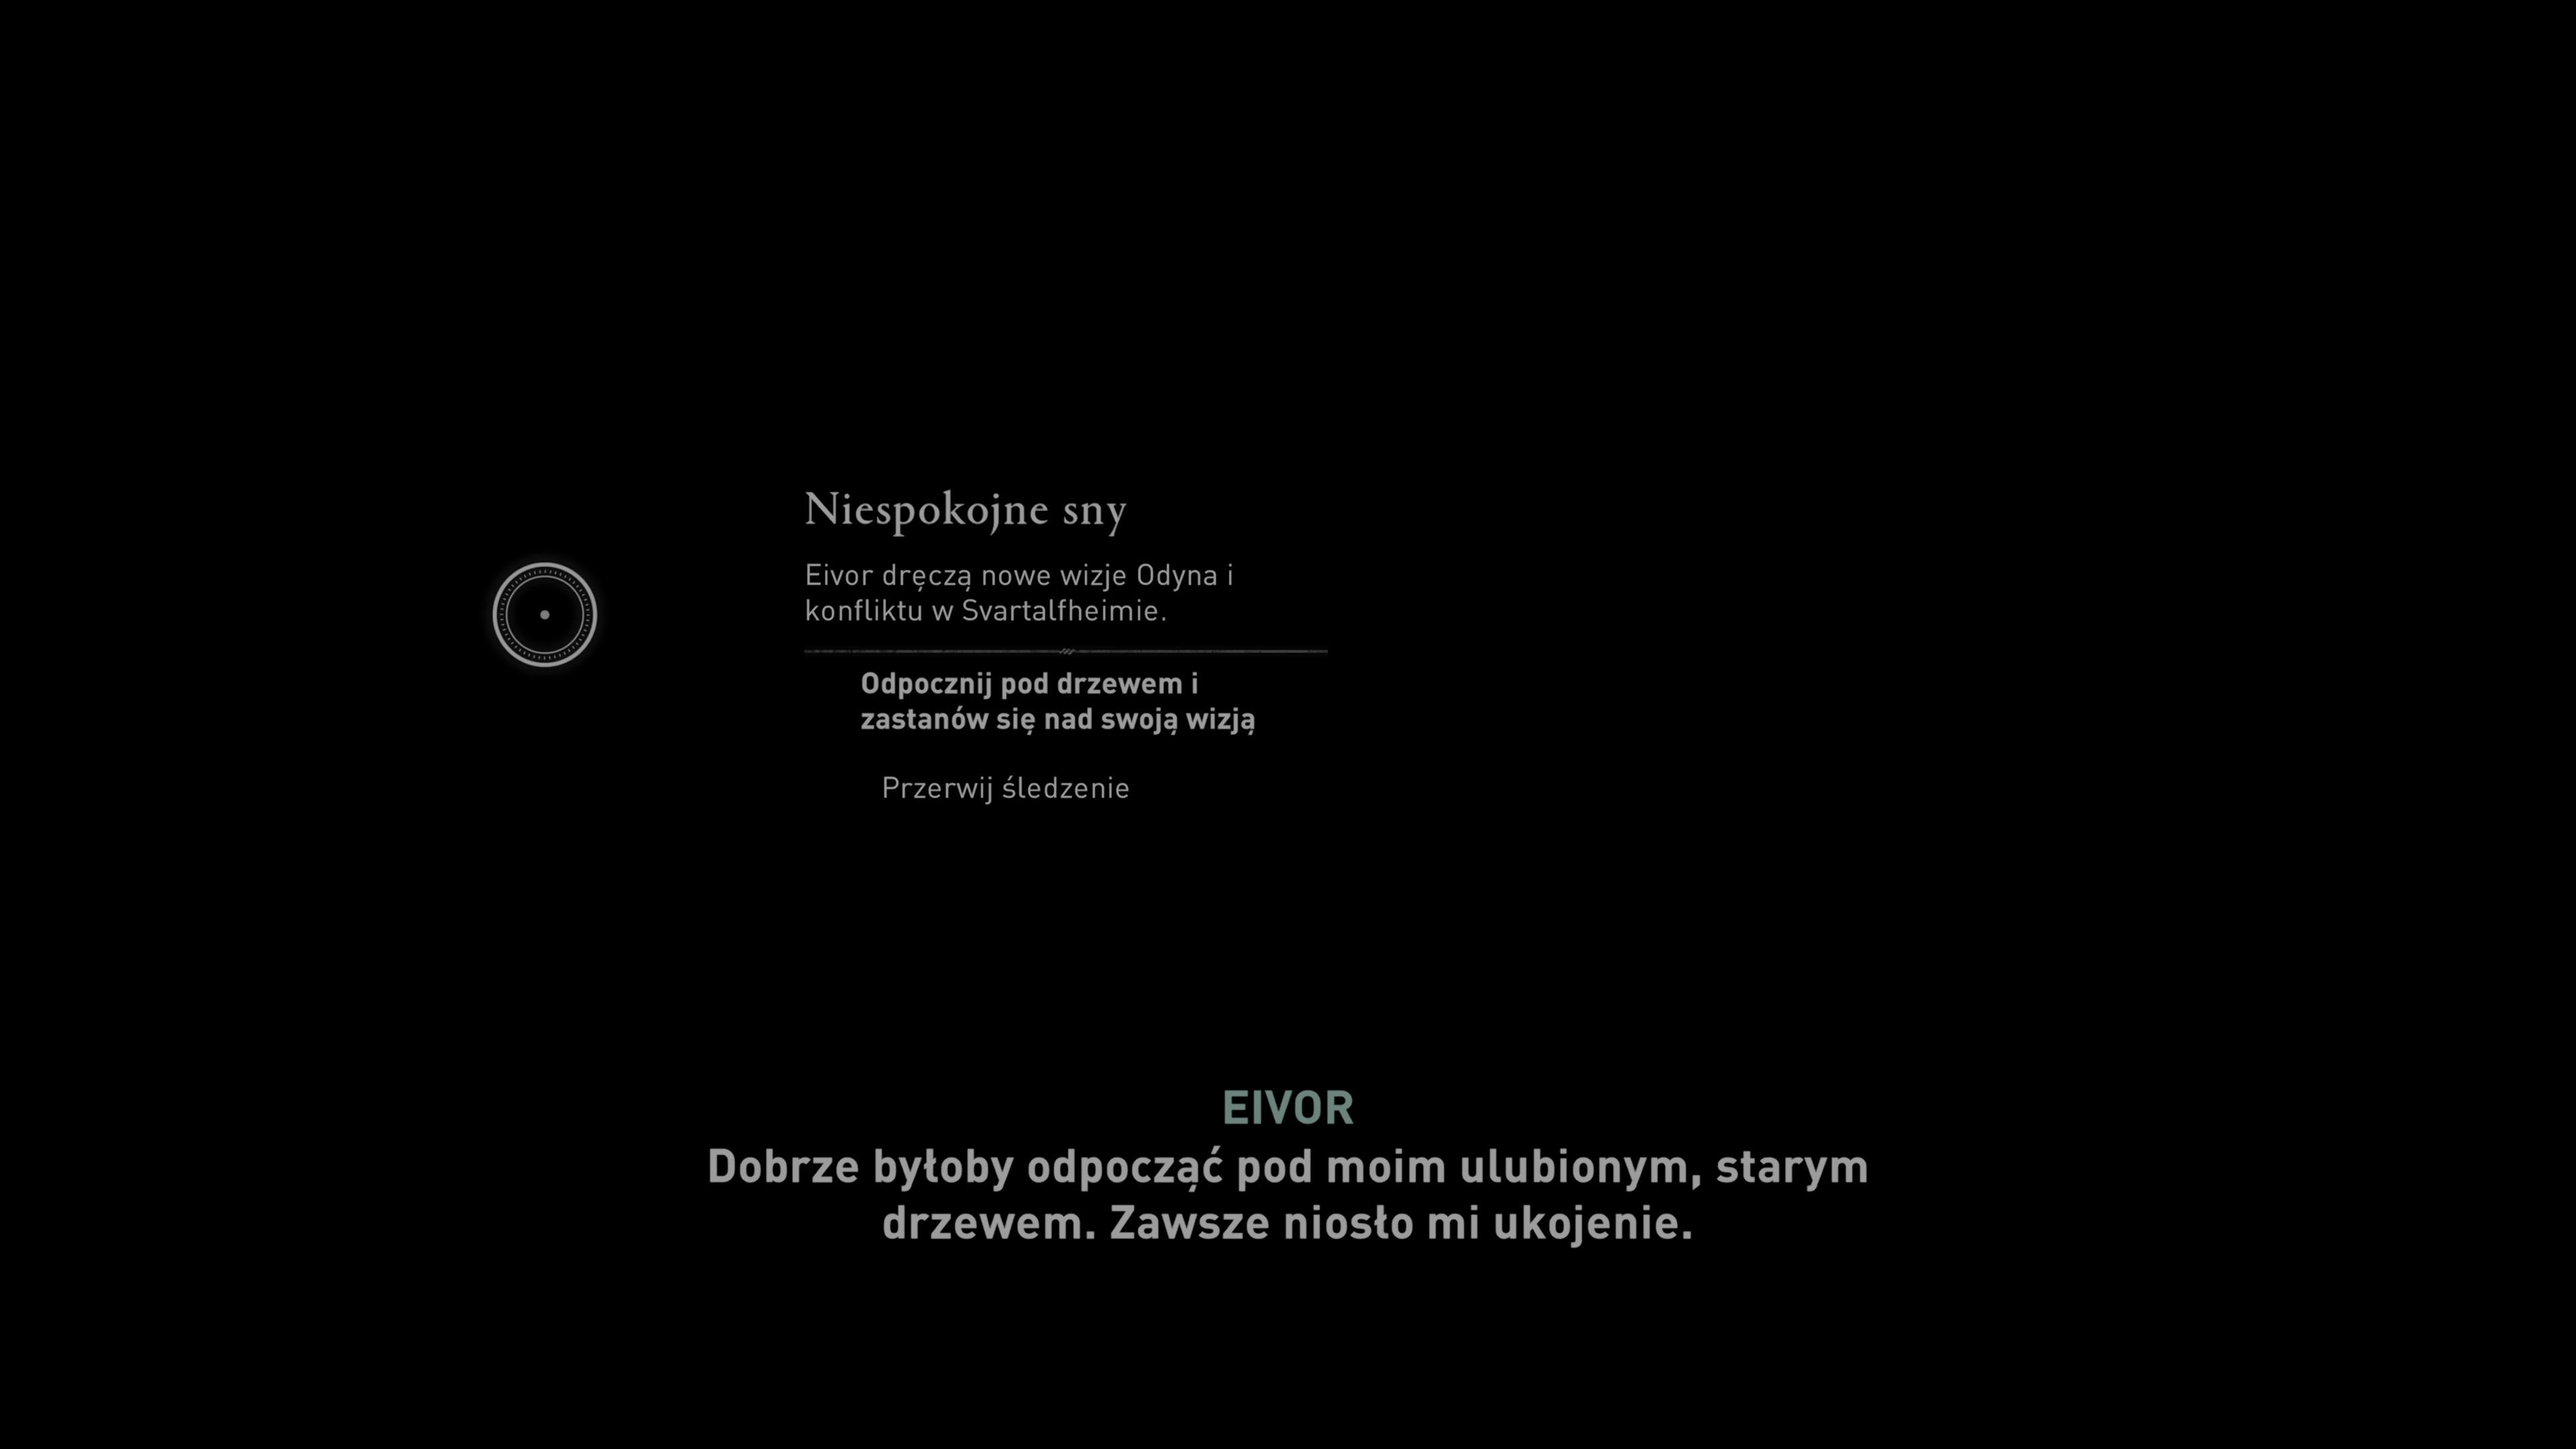 Niespokojne sny
Eivor dręczą nowe wizje Odyna i
konfliktu w Svartalfheimie.
Odpocznij pod drzewem i
zastanów się nad swoją wizją
Przerwij śledzenie
EIVOR
Dobrze byłoby odpocząć pod moim ulubionym, starym
drzewem. Zawsze niosło mi ukojenie.